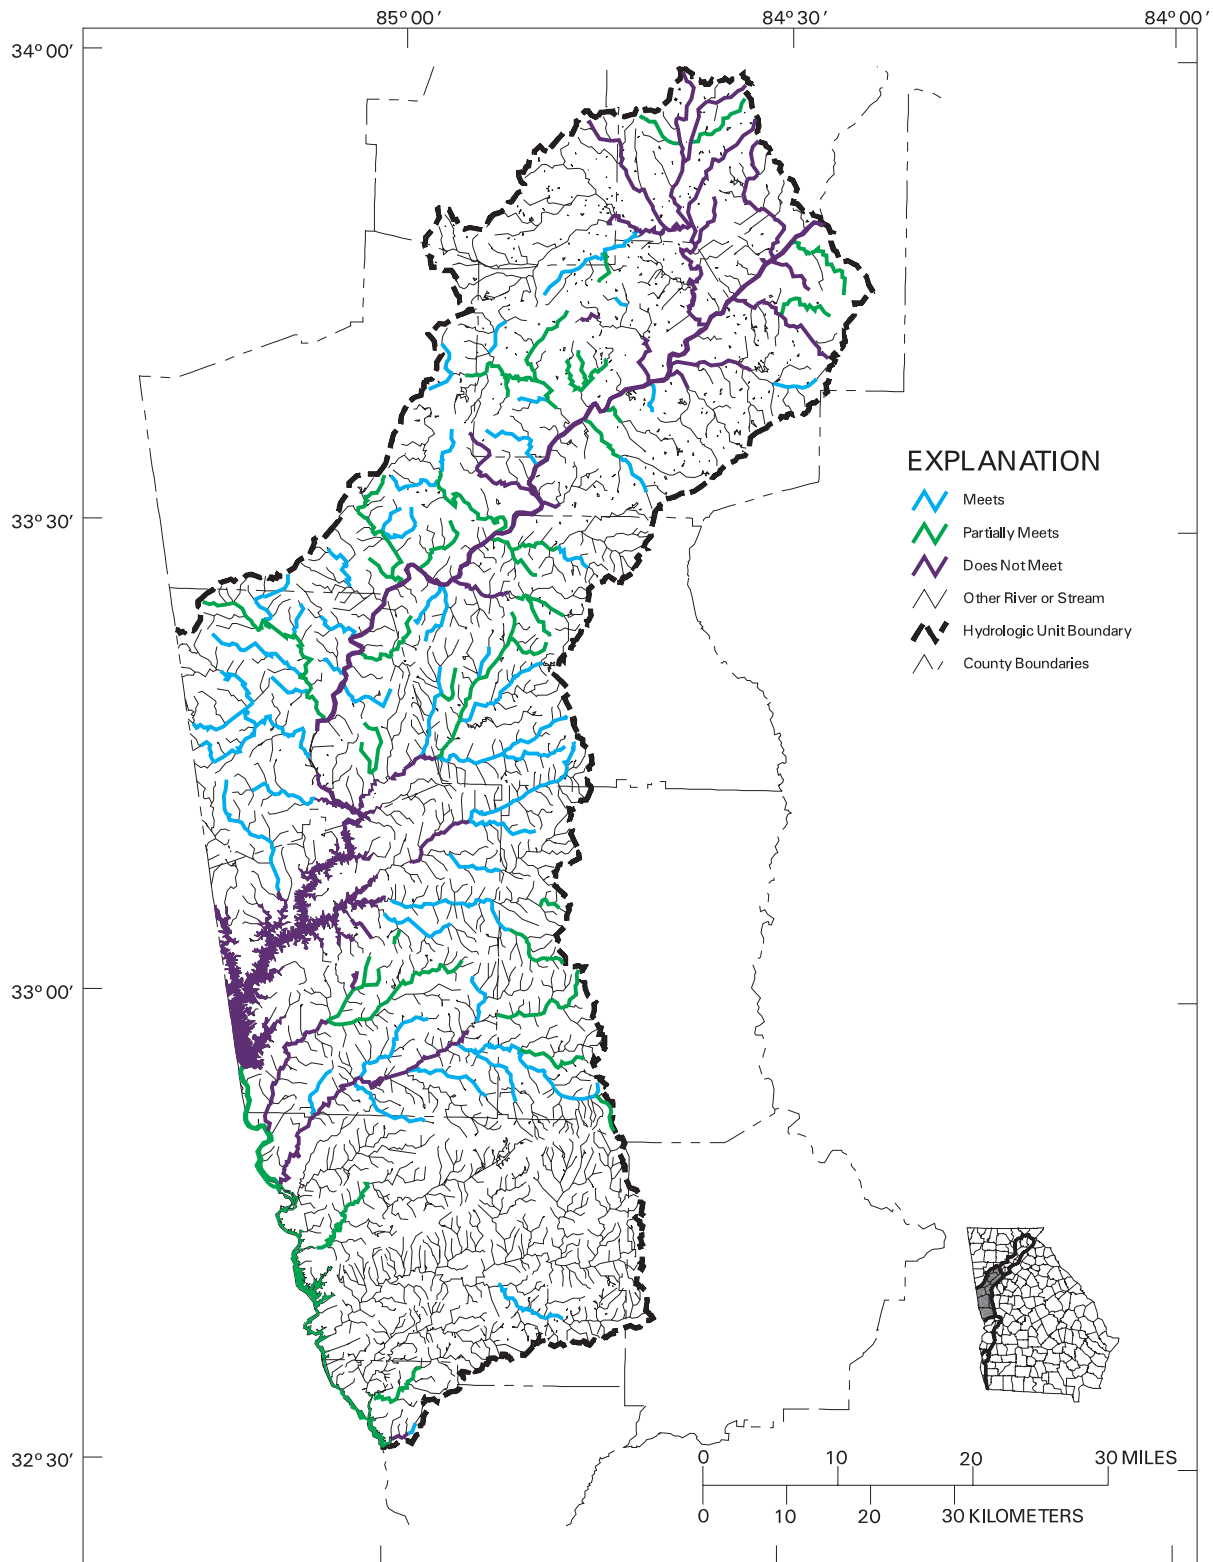 85°00′
84°30′
84°00′
34°00′
33°30′
33°00′
32°30′
EXPLANATION
Meets
Partially Meets
Does Not Meet
Other River or Stream
Hydrologic Unit Boundary
County Boundaries
0 10 20 30 MILES
0 10 20 30 KILOMETERS